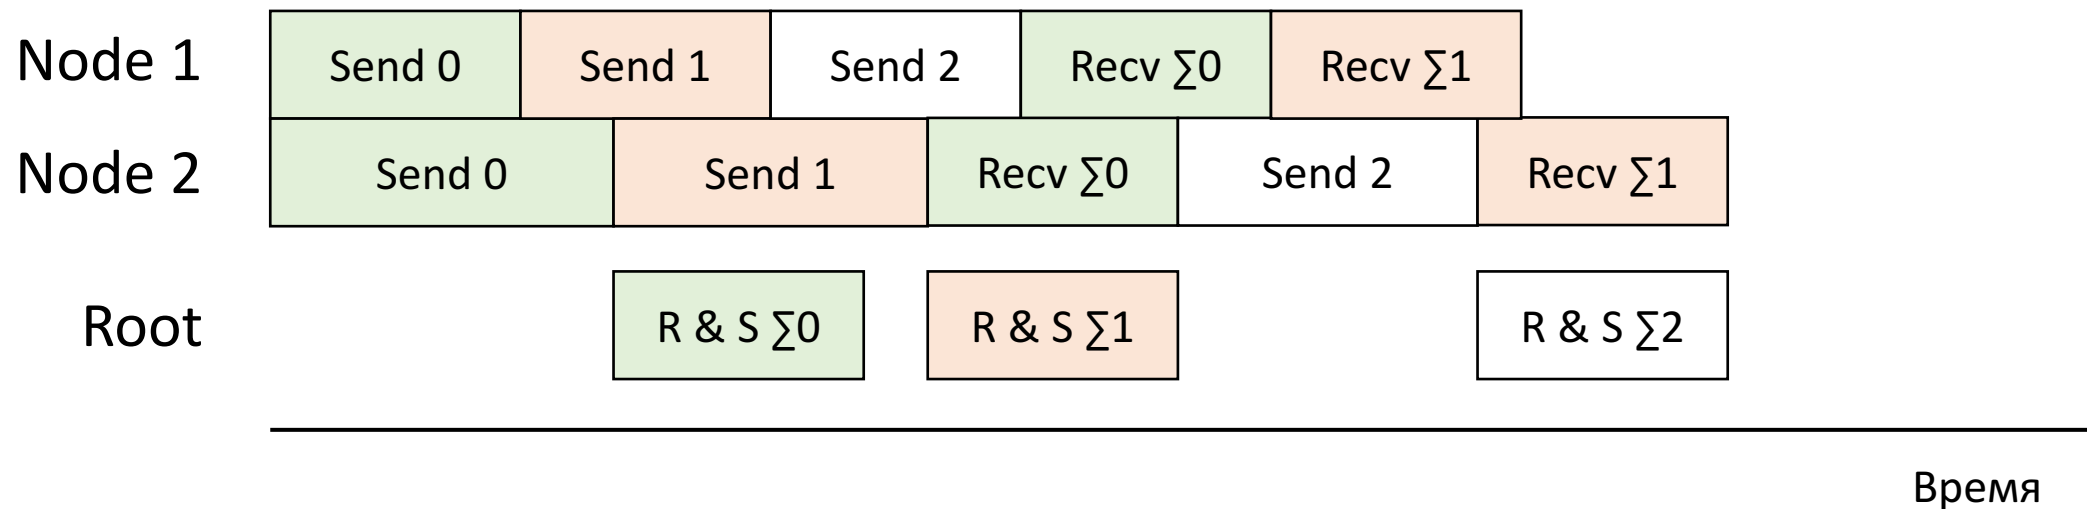 Node 1 Send 0 Send 1 Send 2 Recv ∑0 Recv ∑1
Node 2 Send 0 Send 1 Recv ∑0 Send 2 Recv ∑1
Root R & S ∑0 R & S ∑1 R & S ∑2
Время